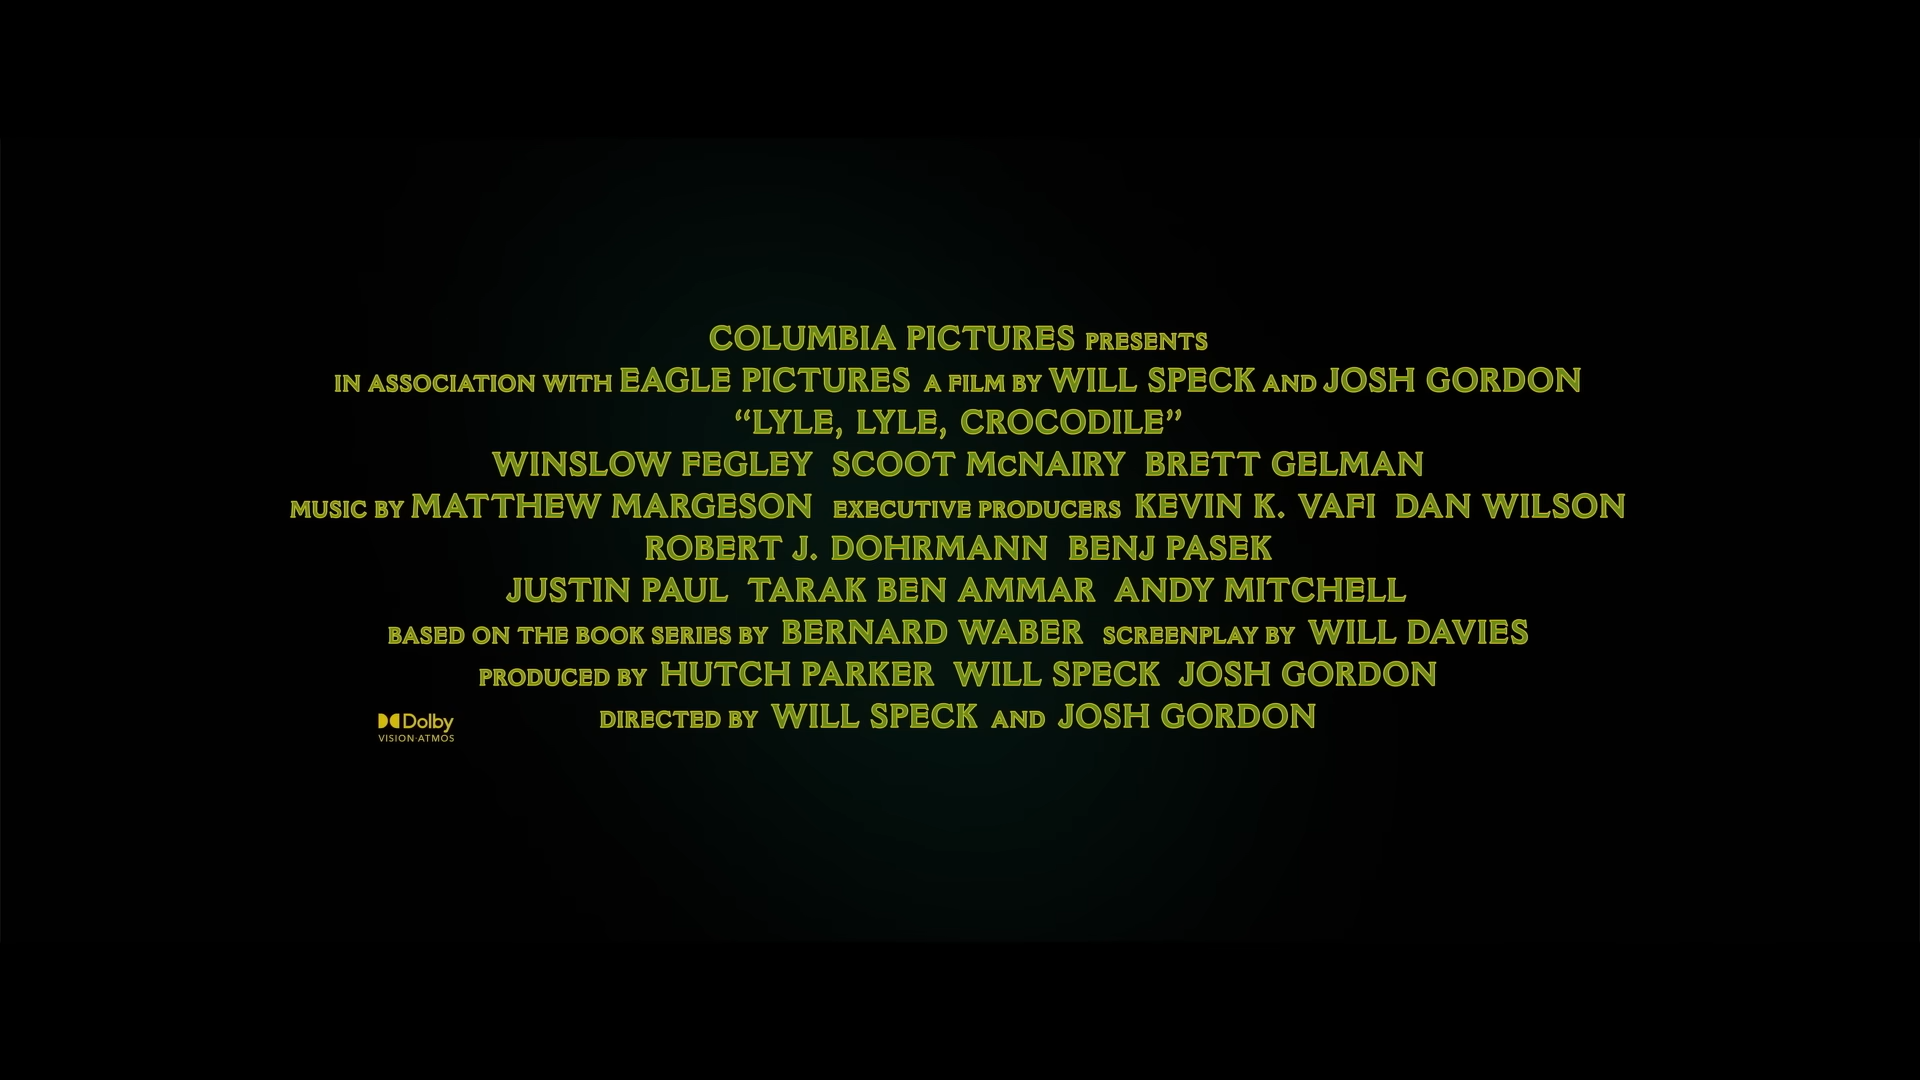 COLUMBIA PICTURES PRESENTS
IN ASSOCIATION WITH EAGLE PICTURES A FILM BY WILL SPECK AND JOSH GORDON
“LYLE, LYLE, CROCODILE”
WINSLOW FEGLEY SCOOT McNAIRY BRETT GELMAN
MUSIC BY MATTHEW MARGESON EXECUTIVE PRODUCERS KEVIN K. VAFI DAN WILSON
ROBERT J. DOHRMANN BENJ PASEK
JUSTIN PAUL TARAK BEN AMMAR ANDY MITCHELL
BASED ON THE BOOK SERIES BY BERNARD WABER SCREENPLAY BY WILL DAVIES
PRODUCED BY HUTCH PARKER WILL SPECK JOSH GORDON
DIRECTED BY WILL SPECK AND JOSH GORDON
Dolby
VISION·ATMOS